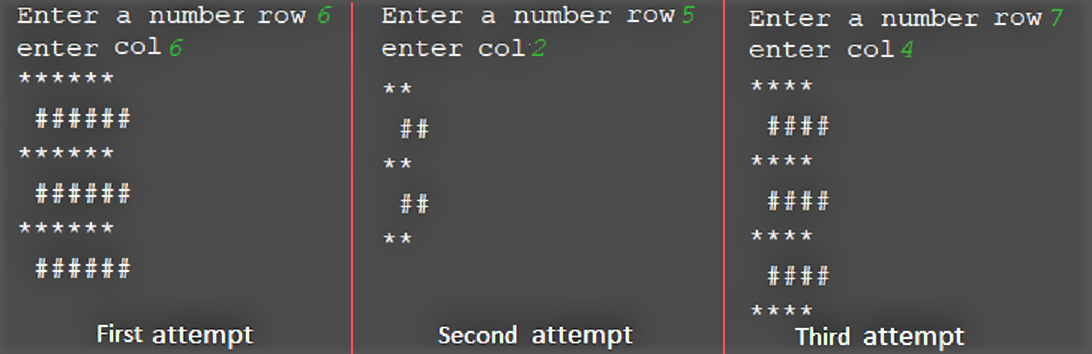 Enter a number row 6
enter col 6
******
 ######
******
 ######
******
 ######
First attempt
Enter a number row 5
enter col 2
**
 ##
**
 ##
**
Second attempt
Enter a number row 7
enter col 4
****
 ####
****
 ####
****
 ####
****
Third attempt